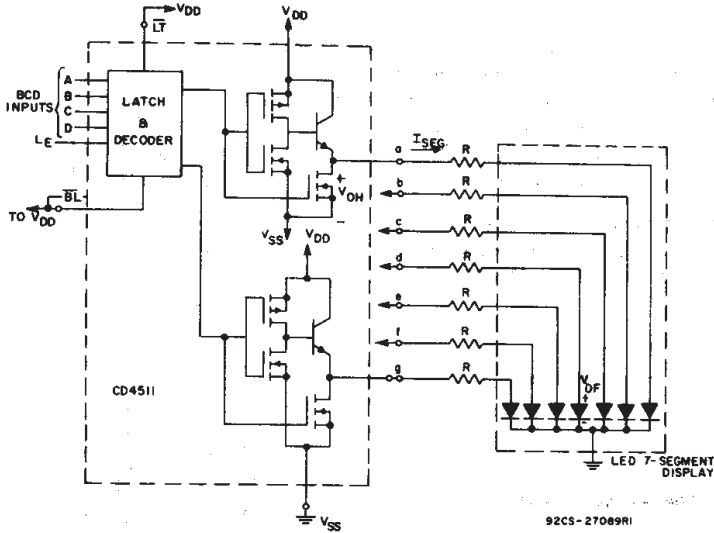 VDD
LT
VDD
BCD INPUTS
A
B
C
D
LE
LATCH & DECODER
BL
TO VDD
+
VOH
-
VSS
VDD
a
ISEG
R
b
R
c
R
d
R
e
R
f
R
g
R
VDF
+
-
CD4511
VSS
LED 7-SEGMENT
DISPLAY
92CS-27089R1